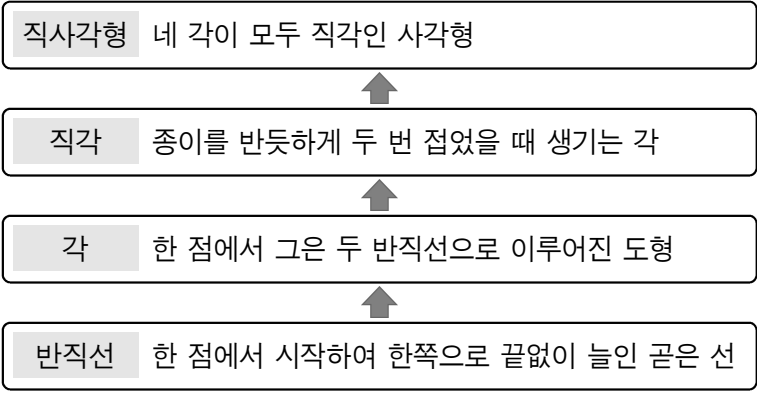 직사각형 네 각이 모두 직각인 사각형
직각 종이를 반듯하게 두 번 접었을 때 생기는 각
각 한 점에서 그은 두 반직선으로 이루어진 도형
반직선 한 점에서 시작하여 한쪽으로 끝없이 늘인 곧은 선